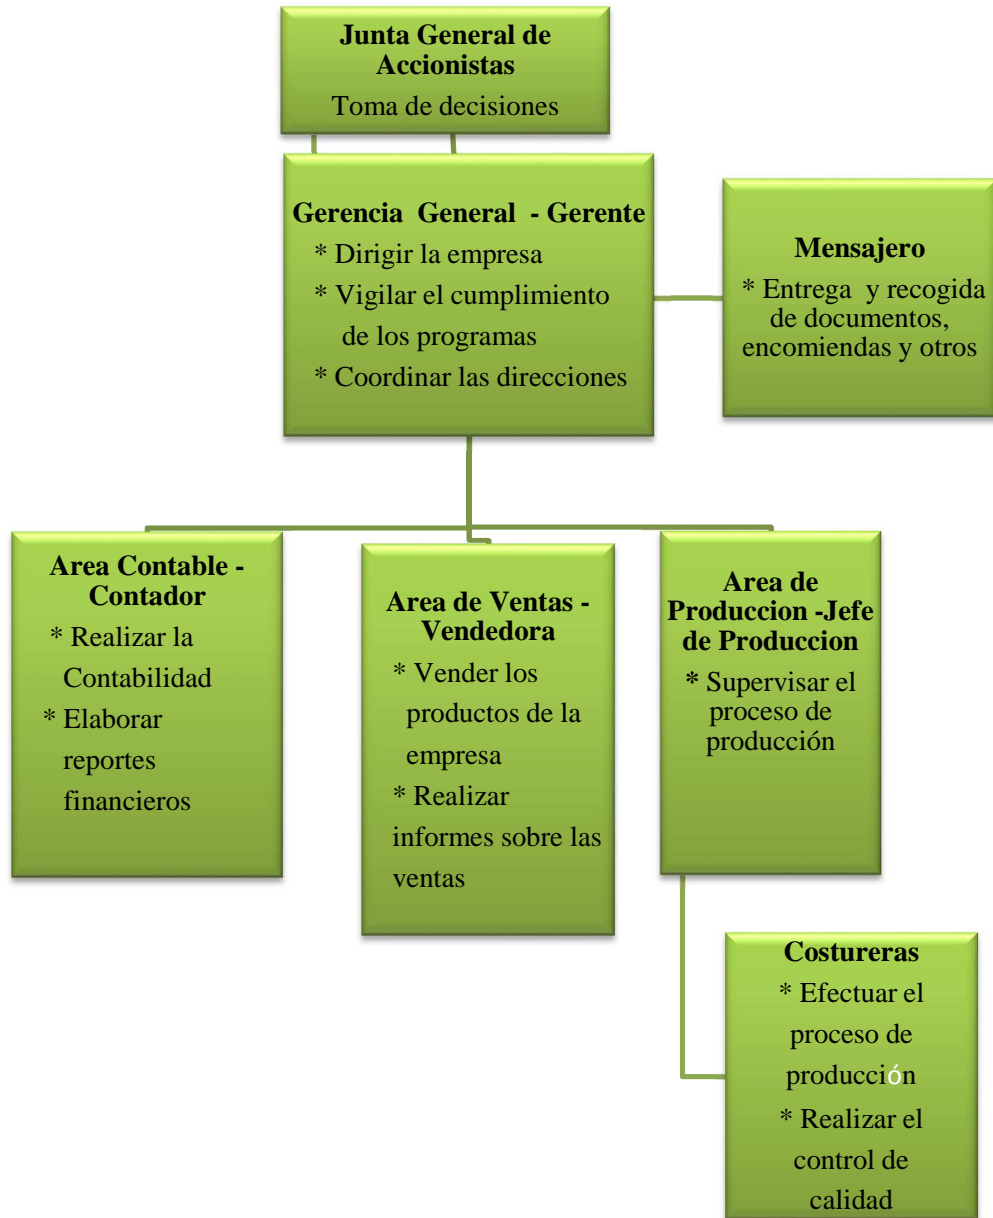 Junta General de
Accionistas
Toma de decisiones
Gerencia General - Gerente
* Dirigir la empresa
* Vigilar el cumplimiento
de los programas
* Coordinar las direcciones
Mensajero
* Entrega y recogida
de documentos,
encomiendas y otros
Area Contable -
Contador
* Realizar la
Contabilidad
* Elaborar
reportes
financieros
Area de Ventas -
Vendedora
* Vender los
productos de la
empresa
* Realizar
informes sobre las
ventas
Area de
Produccion -Jefe
de Produccion
* Supervisar el
proceso de
producción
Costureras
* Efectuar el
proceso de
producción
* Realizar el
control de
calidad